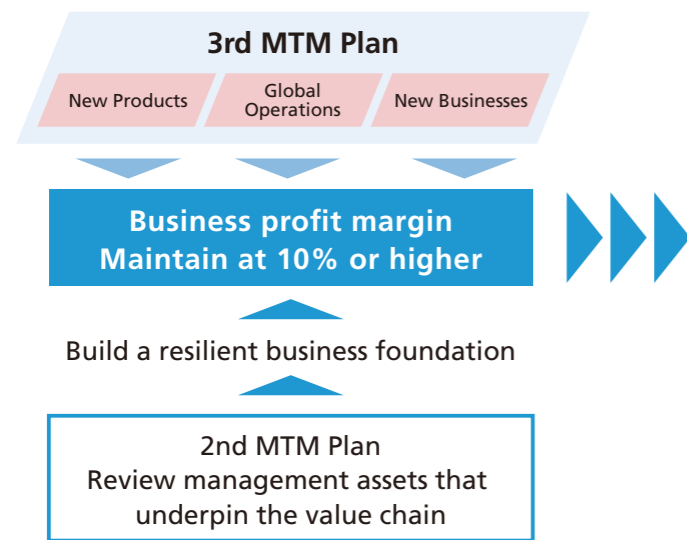 3rd MTM Plan
New Products
Global
Operations
New Businesses
Business profit margin
Maintain at 10% or higher
Build a resilient business foundation
2nd MTM Plan
Review management assets that
underpin the value chain